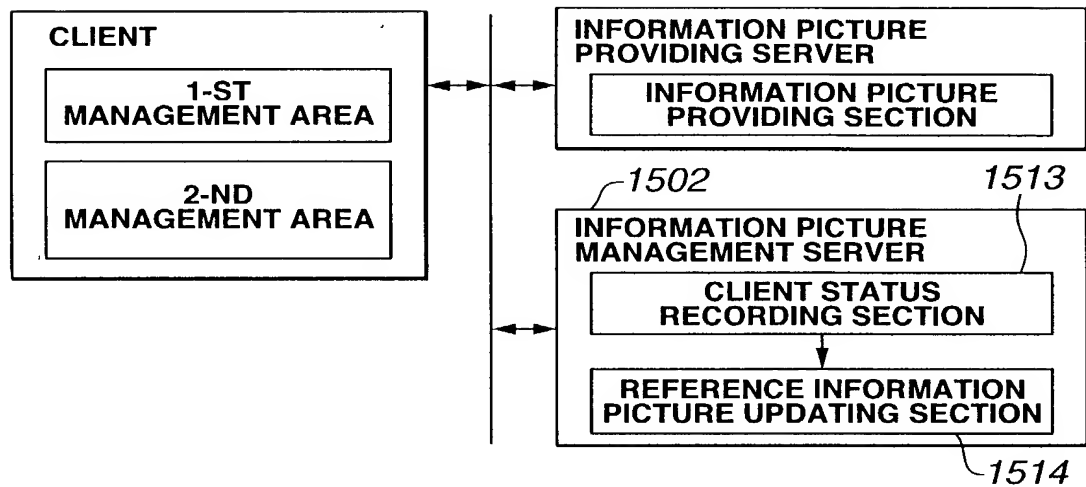 CLIENT
1-ST
MANAGEMENT AREA
2-ND
MANAGEMENT AREA
INFORMATION PICTURE
PROVIDING SERVER
INFORMATION PICTURE
PROVIDING SECTION
1502
1513
INFORMATION PICTURE
MANAGEMENT SERVER
CLIENT STATUS
RECORDING SECTION
REFERENCE INFORMATION
PICTURE UPDATING SECTION
1514